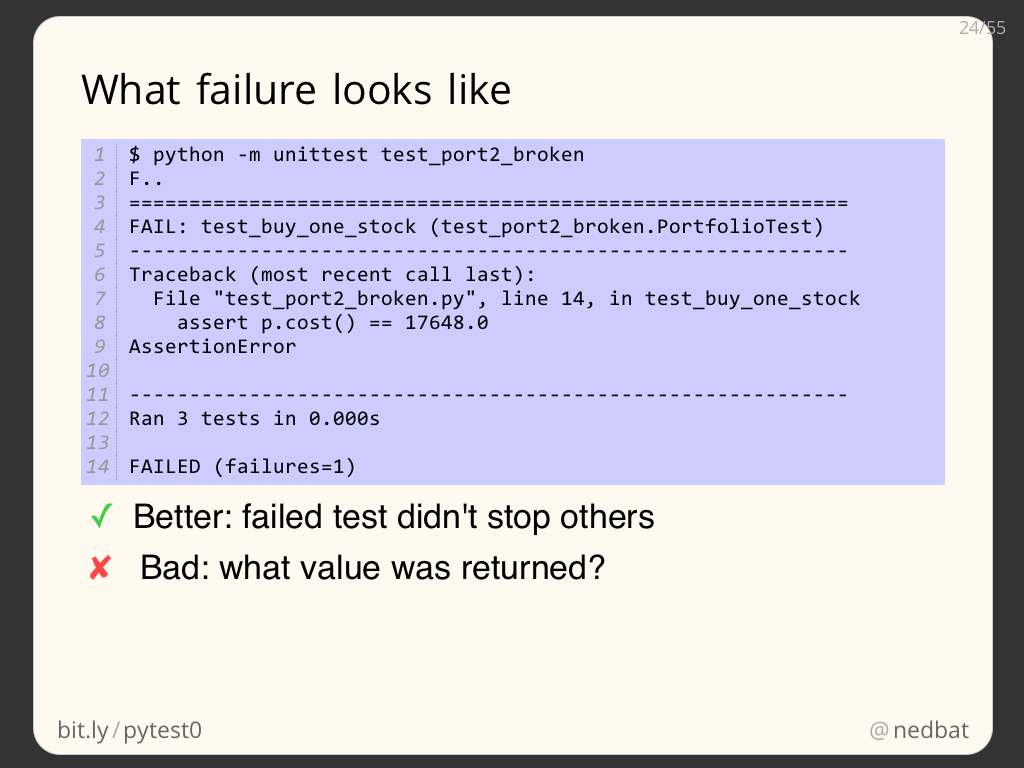 24/55
What failure looks like
1 $ python -m unittest test_port2_broken
2 F..
3 ============================================================
4 FAIL: test_buy_one_stock (test_port2_broken.PortfolioTest)
5 ------------------------------------------------------------
6 Traceback (most recent call last):
7   File "test_port2_broken.py", line 14, in test_buy_one_stock
8     assert p.cost() == 17648.0
9 AssertionError
10
11 ------------------------------------------------------------
12 Ran 3 tests in 0.000s
13
14 FAILED (failures=1)
✓ Better: failed test didn't stop others
✘ Bad: what value was returned?
bit.ly/pytest0
@nedbat